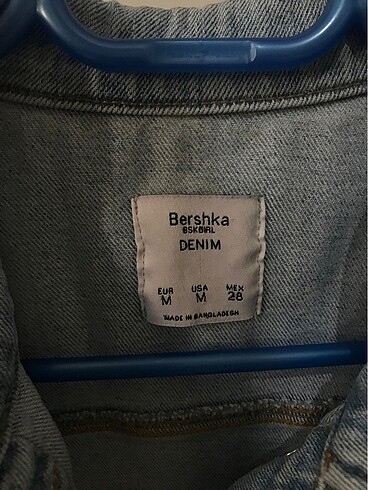 Bershka
BSKGIRL
DENIM
EUR USA MEX
M M 28
MADE IN BANGLADESH